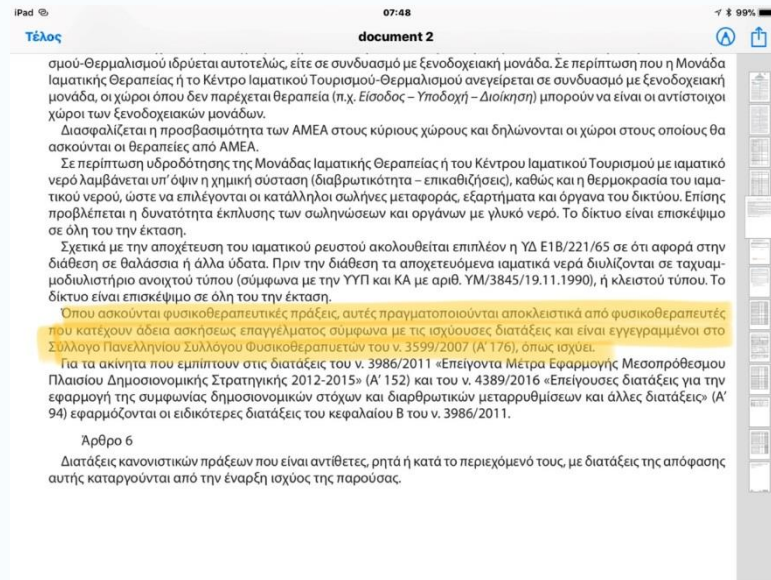 iPad
07:48
99%
Τέλος
document 2
σμού-Θερμαλισμού ιδρύεται αυτοτελώς, είτε σε συνδυασμό με ξενοδοχειακή μονάδα. Σε περίπτωση που η Μονάδα
Ιαματικής Θεραπείας ή το Κέντρο Ιαματικού Τουρισμού-Θερμαλισμού ανεγείρεται σε συνδυασμό με ξενοδοχειακή
μονάδα, οι χώροι όπου δεν παρέχεται θεραπεία (π.χ. Είσοδος – Υποδοχή – Διοίκηση) μπορούν να είναι οι αντίστοιχοι
χώροι των ξενοδοχειακών μονάδων.
Διασφαλίζεται η προσβασιμότητα των ΑΜΕΑ στους κύριους χώρους και δηλώνονται οι χώροι στους οποίους θα
ασκούνται οι θεραπείες από ΑΜΕΑ.
Σε περίπτωση υδροδότησης της Μονάδας Ιαματικής Θεραπείας ή του Κέντρου Ιαματικού Τουρισμού με ιαματικό
νερό λαμβάνεται υπ' όψιν η χημική σύσταση (διαβρωτικότητα – επικαθιζήσεις), καθώς και η θερμοκρασία του ιαμα-
τικού νερού, ώστε να επιλέγονται οι κατάλληλοι σωλήνες μεταφοράς, εξαρτήματα και όργανα του δικτύου. Επίσης
προβλέπεται η δυνατότητα έκπλυσης των σωληνώσεων και οργάνων με γλυκό νερό. Το δίκτυο είναι επισκέψιμο
σε όλη του την έκταση.
Σχετικά με την αποχέτευση του ιαματικού ρευστού ακολουθείται επιπλέον η ΥΔ Ε1Β/221/65 σε ότι αφορά στην
διάθεση σε θαλάσσια ή άλλα ύδατα. Πριν την διάθεση τα αποχετευόμενα ιαματικά νερά διυλίζονται σε ταχυαμ-
μοδιυλιστήριο ανοιχτού τύπου (σύμφωνα με την ΥΥΠ και ΚΑ με αριθ. ΥΜ/3845/19.11.1990), ή κλειστού τύπου. Το
δίκτυο είναι επισκέψιμο σε όλη του την έκταση.
Όπου ασκούνται φυσικοθεραπευτικές πράξεις, αυτές πραγματοποιούνται αποκλειστικά από φυσικοθεραπευτές
που κατέχουν άδεια ασκήσεως επαγγέλματος σύμφωνα με τις ισχύουσες διατάξεις και είναι εγγεγραμμένοι στο
Σύλλογο Πανελληνίου Συλλόγου Φυσικοθεραπυετών του ν. 3599/2007 (Α' 176), όπως ισχύει.
Για τα ακίνητα που εμπίπτουν στις διατάξεις του ν. 3986/2011 «Επείγοντα Μέτρα Εφαρμογής Μεσοπρόθεσμου
Πλαισίου Δημοσιονομικής Στρατηγικής 2012-2015» (Α' 152) και του ν. 4389/2016 «Επείγουσες διατάξεις για την
εφαρμογή της συμφωνίας δημοσιονομικών στόχων και διαρθρωτικών μεταρρυθμίσεων και άλλες διατάξεις» (Α'
94) εφαρμόζονται οι ειδικότερες διατάξεις του κεφαλαίου Β του ν. 3986/2011.
Άρθρο 6
Διατάξεις κανονιστικών πράξεων που είναι αντίθετες, ρητά ή κατά το περιεχόμενό τους, με διατάξεις της απόφασης
αυτής καταργούνται από την έναρξη ισχύος της παρούσας.